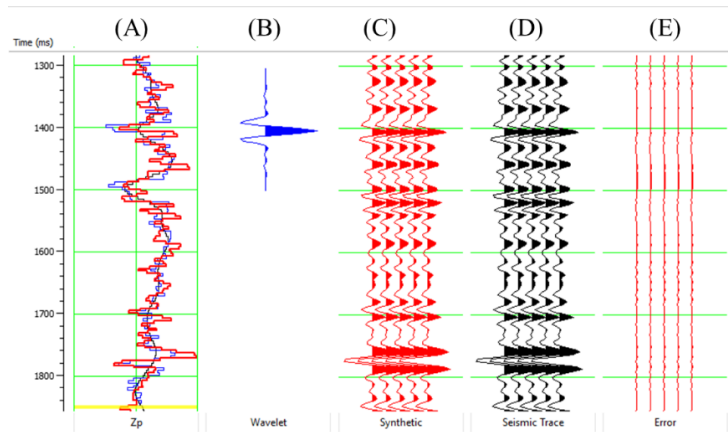 (A) (B) (C) (D) (E)
Time (ms)
1300
1400
1500
1600
1700
1800
Zp Wavelet Synthetic Seismic Trace Error